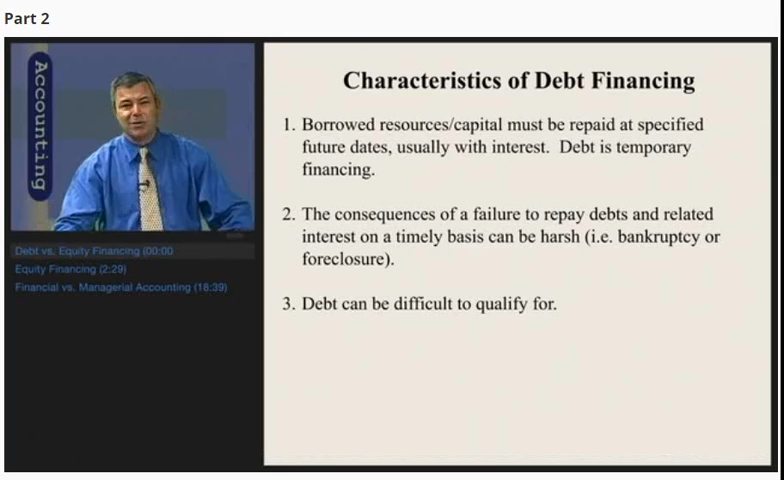 Part 2
Accounting
Debt vs. Equity Financing (00:00
Equity Financing (2:29)
Financial vs. Managerial Accounting (18:39)
Characteristics of Debt Financing
1. Borrowed resources/capital must be repaid at specified
future dates, usually with interest. Debt is temporary
financing.
2. The consequences of a failure to repay debts and related
interest on a timely basis can be harsh (i.e. bankruptcy or
foreclosure).
3. Debt can be difficult to qualify for.